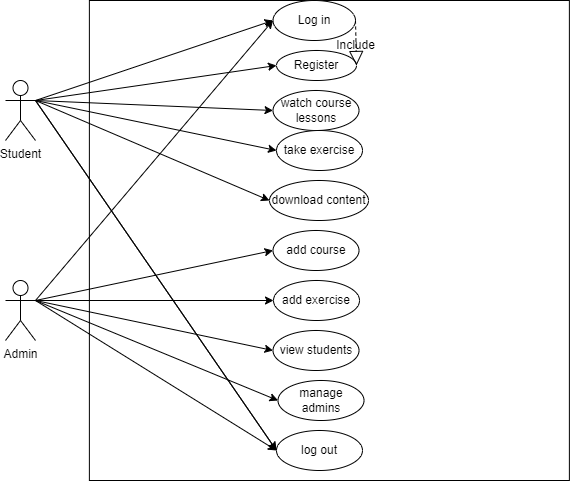 Log in
Include
Register
watch course
lessons
take exercise
Student
download content
add course
add exercise
Admin
view students
manage
admins
log out